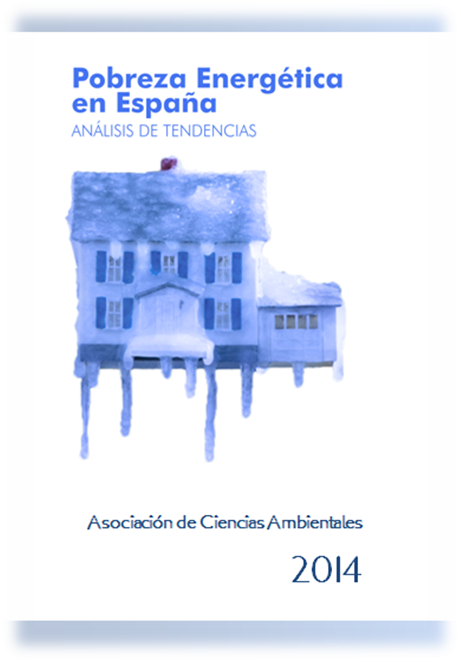 Pobreza Energética
en España
ANÁLISIS DE TENDENCIAS
Asociación de Ciencias Ambientales
2014